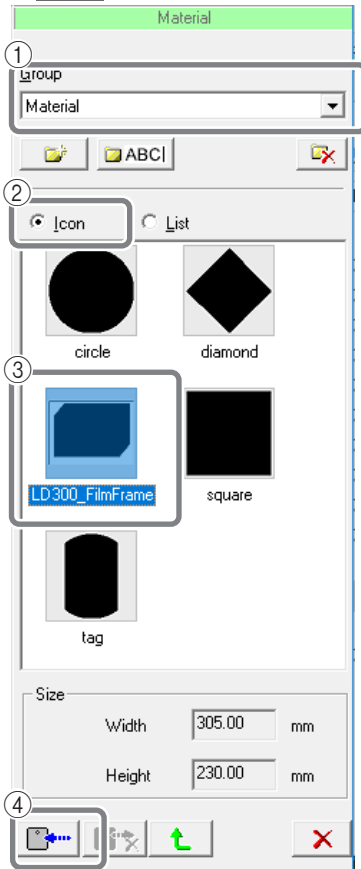 Material
①
Group
Material
ABC
②
Icon List
circle diamond
③
LD300_FilmFrame square
tag
Size
Width 305.00 mm
Height 230.00 mm
④